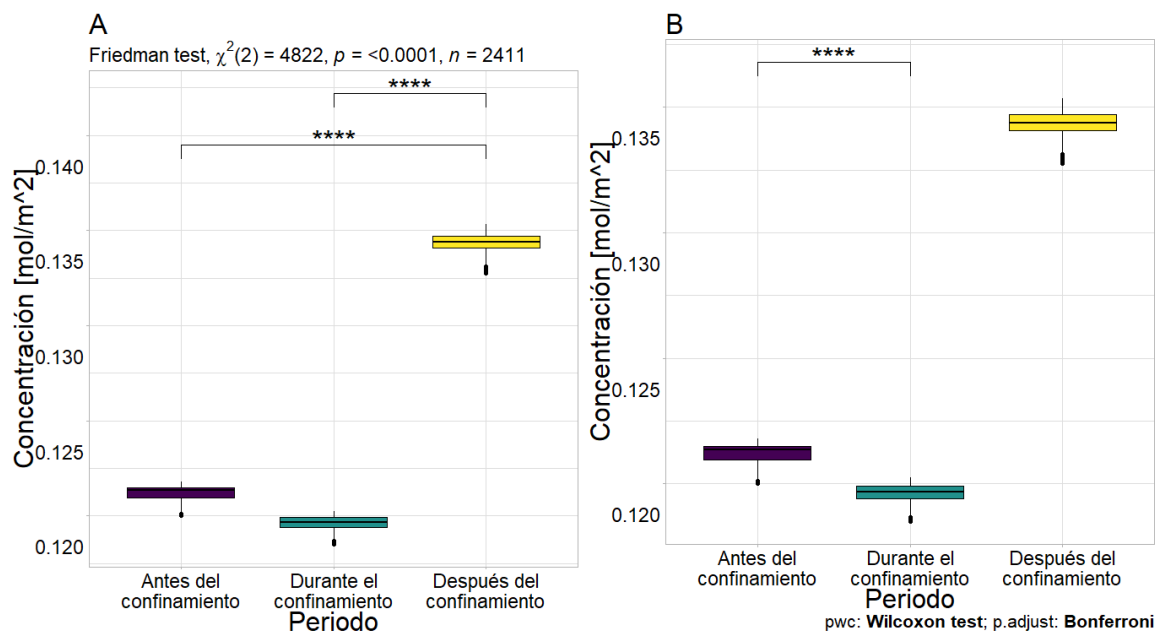 A
Friedman test, χ²(2) = 4822, p = <0.0001, n = 2411
****
****
Concentración [mol/m^2]
0.140
0.135
0.130
0.125
0.120
Antes del
confinamiento
Durante el
confinamiento
Después del
confinamiento
Periodo
B
****
Concentración [mol/m^2]
0.135
0.130
0.125
0.120
Antes del
confinamiento
Durante el
confinamiento
Después del
confinamiento
Periodo
pwc: Wilcoxon test; p.adjust: Bonferroni